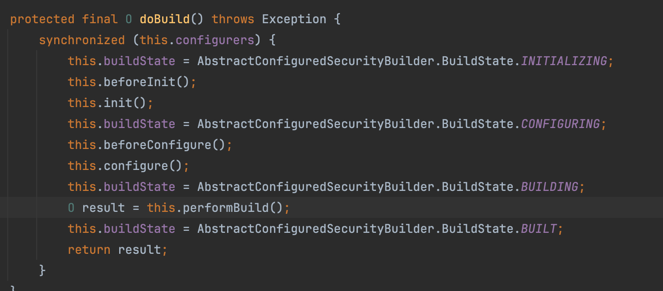 protected final O doBuild() throws Exception {
synchronized (this.configurers) {
this.buildState = AbstractConfiguredSecurityBuilder.BuildState.INITIALIZING;
this.beforeInit();
this.init();
this.buildState = AbstractConfiguredSecurityBuilder.BuildState.CONFIGURING;
this.beforeConfigure();
this.configure();
this.buildState = AbstractConfiguredSecurityBuilder.BuildState.BUILDING;
O result = this.performBuild();
this.buildState = AbstractConfiguredSecurityBuilder.BuildState.BUILT;
return result;
}
}